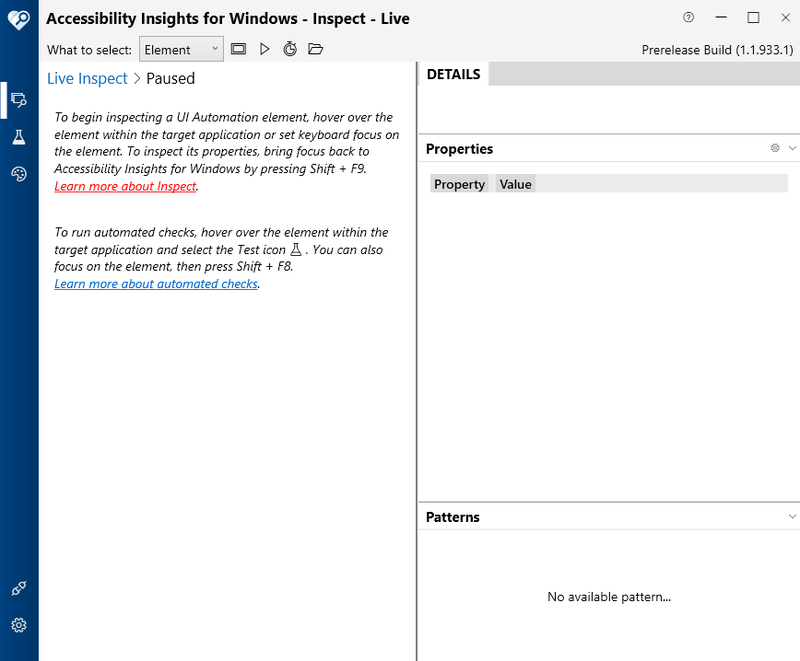 Accessibility Insights for Windows - Inspect - Live
What to select: Element
Prerelease Build (1.1.933.1)
Live Inspect > Paused
To begin inspecting a UI Automation element, hover over the
element within the target application or set keyboard focus on
the element. To inspect its properties, bring focus back to
Accessibility Insights for Windows by pressing Shift + F9.
Learn more about Inspect.
To run automated checks, hover over the element within the
target application and select the Test icon . You can also
focus on the element, then press Shift + F8.
Learn more about automated checks.
DETAILS
Properties
Property Value
Patterns
No available pattern...